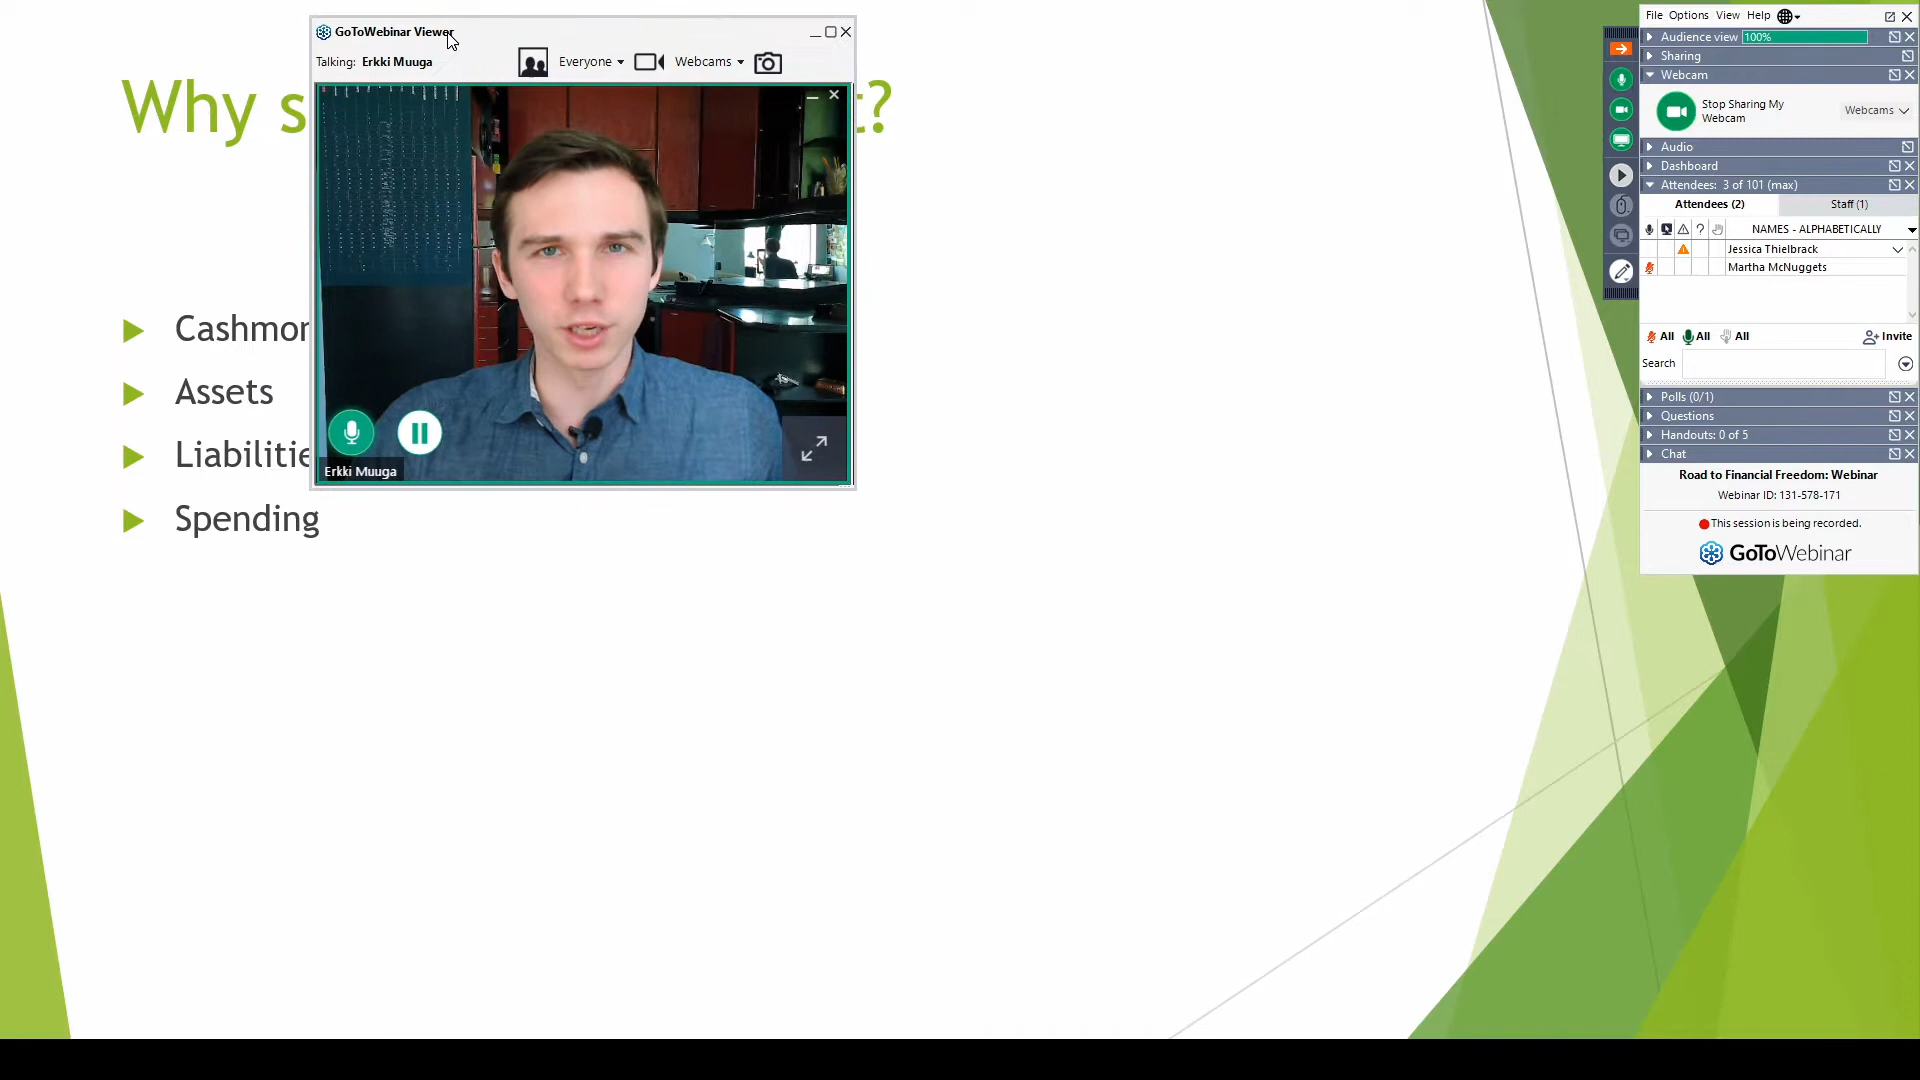 Why s
t?
Cashmor
Assets
Liabilitie
Spending
GoToWebinar Viewer
Talking: Erkki Muuga
Everyone
Webcams
Erkki Muuga
File Options View Help
Audience view 100%
Sharing
Webcam
Stop Sharing My
Webcam
Webcams
Audio
Dashboard
Attendees: 3 of 101 (max)
Attendees (2) Staff (1)
? NAMES - ALPHABETICALLY
Jessica Thielbrack
Martha McNuggets
All All All Invite
Search
Polls (0/1)
Questions
Handouts: 0 of 5
Chat
Road to Financial Freedom: Webinar
Webinar ID: 131-578-171
This session is being recorded.
GoToWebinar